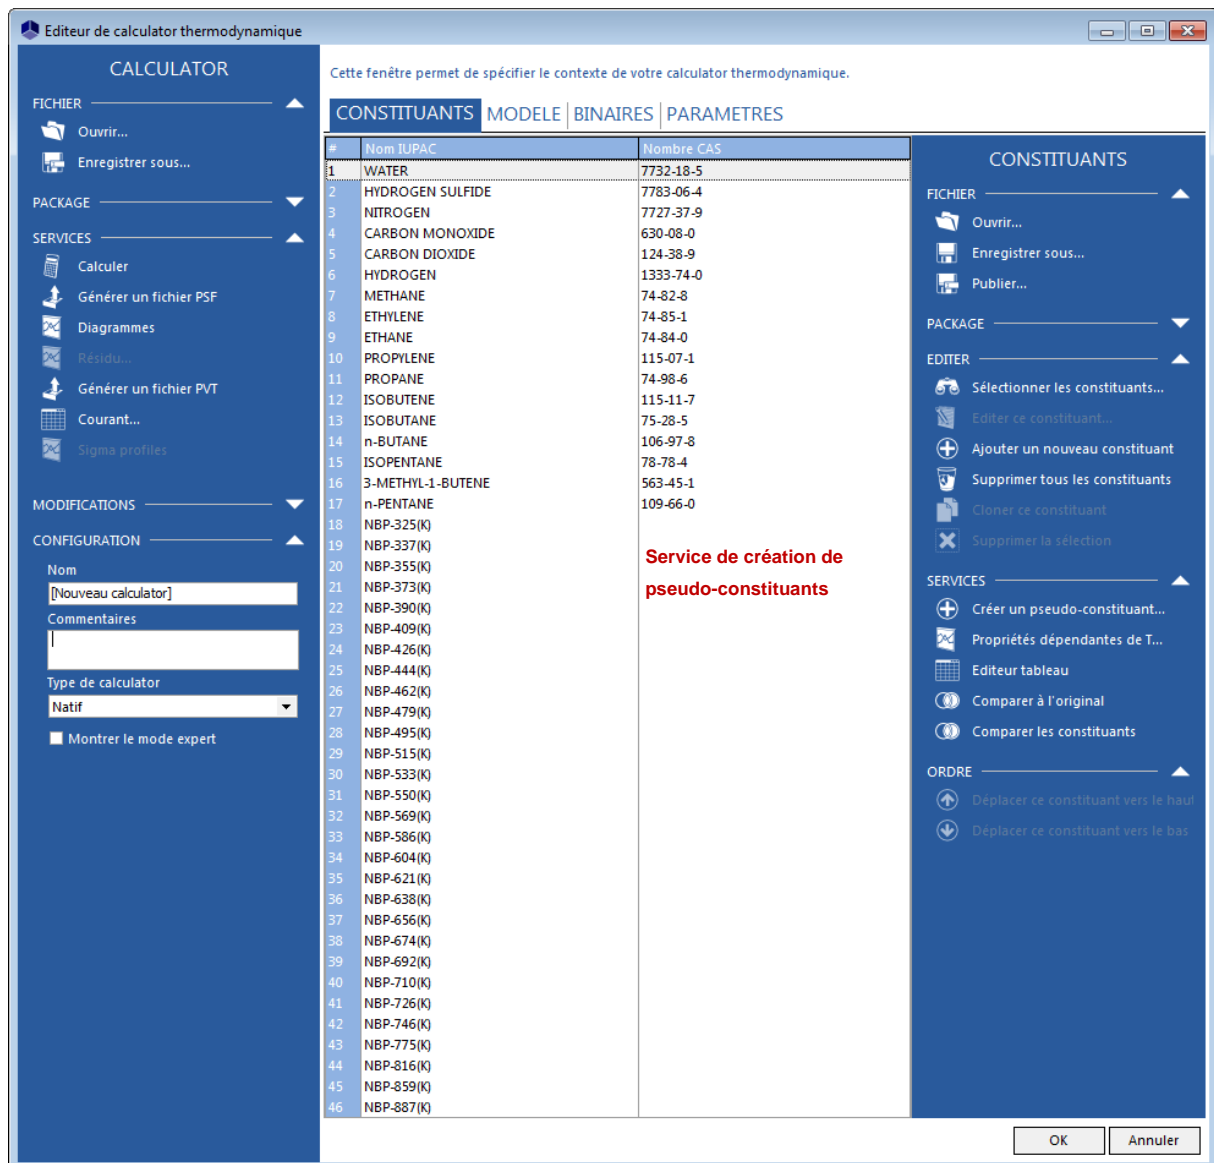 Editeur de calculator thermodynamique
CALCULATOR
FICHIER
Ouvrir...
Enregistrer sous...
PACKAGE
SERVICES
Calculer
Générer un fichier PSF
Diagrammes
Résidu...
Générer un fichier PVT
Courant...
Sigma profiles
MODIFICATIONS
CONFIGURATION
Nom
[Nouveau calculator]
Commentaires
Type de calculator
Natif
Montrer le mode expert
Cette fenêtre permet de spécifier le contexte de votre calculator thermodynamique.
CONSTITUANTS MODELE BINAIRES PARAMETRES
# Nom IUPAC Nombre CAS
1 WATER 7732-18-5
2 HYDROGEN SULFIDE 7783-06-4
3 NITROGEN 7727-37-9
4 CARBON MONOXIDE 630-08-0
5 CARBON DIOXIDE 124-38-9
6 HYDROGEN 1333-74-0
7 METHANE 74-82-8
8 ETHYLENE 74-85-1
9 ETHANE 74-84-0
10 PROPYLENE 115-07-1
11 PROPANE 74-98-6
12 ISOBUTENE 115-11-7
13 ISOBUTANE 75-28-5
14 n-BUTANE 106-97-8
15 ISOPENTANE 78-78-4
16 3-METHYL-1-BUTENE 563-45-1
17 n-PENTANE 109-66-0
18 NBP-325(K)
19 NBP-337(K)
20 NBP-355(K)
21 NBP-373(K)
22 NBP-390(K)
23 NBP-409(K)
24 NBP-426(K)
25 NBP-444(K)
26 NBP-462(K)
27 NBP-479(K)
28 NBP-495(K)
29 NBP-515(K)
30 NBP-533(K)
31 NBP-550(K)
32 NBP-569(K)
33 NBP-586(K)
34 NBP-604(K)
35 NBP-621(K)
36 NBP-638(K)
37 NBP-656(K)
38 NBP-674(K)
39 NBP-692(K)
40 NBP-710(K)
41 NBP-726(K)
42 NBP-746(K)
43 NBP-775(K)
44 NBP-816(K)
45 NBP-859(K)
46 NBP-887(K)
Service de création de
pseudo-constituants
CONSTITUANTS
FICHIER
Ouvrir...
Enregistrer sous...
Publier...
PACKAGE
EDITER
Sélectionner les constituants...
Editer ce constituant...
Ajouter un nouveau constituant
Supprimer tous les constituants
Cloner ce constituant
Supprimer la sélection
SERVICES
Créer un pseudo-constituant...
Propriétés dépendantes de T...
Editeur tableau
Comparer à l'original
Comparer les constituants
ORDRE
Déplacer ce constituant vers le haut
Déplacer ce constituant vers le bas
OK
Annuler